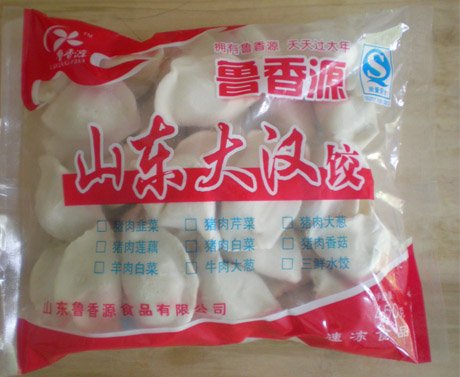 拥有鲁香源 天天过大年
鲁香源
山东大汉饺
猪肉韭菜 猪肉芹菜 猪肉大葱
猪肉莲藕 猪肉白菜 猪肉香菇
羊肉白菜 牛肉大葱 三鲜水饺
山东鲁香源食品有限公司
速冻食品